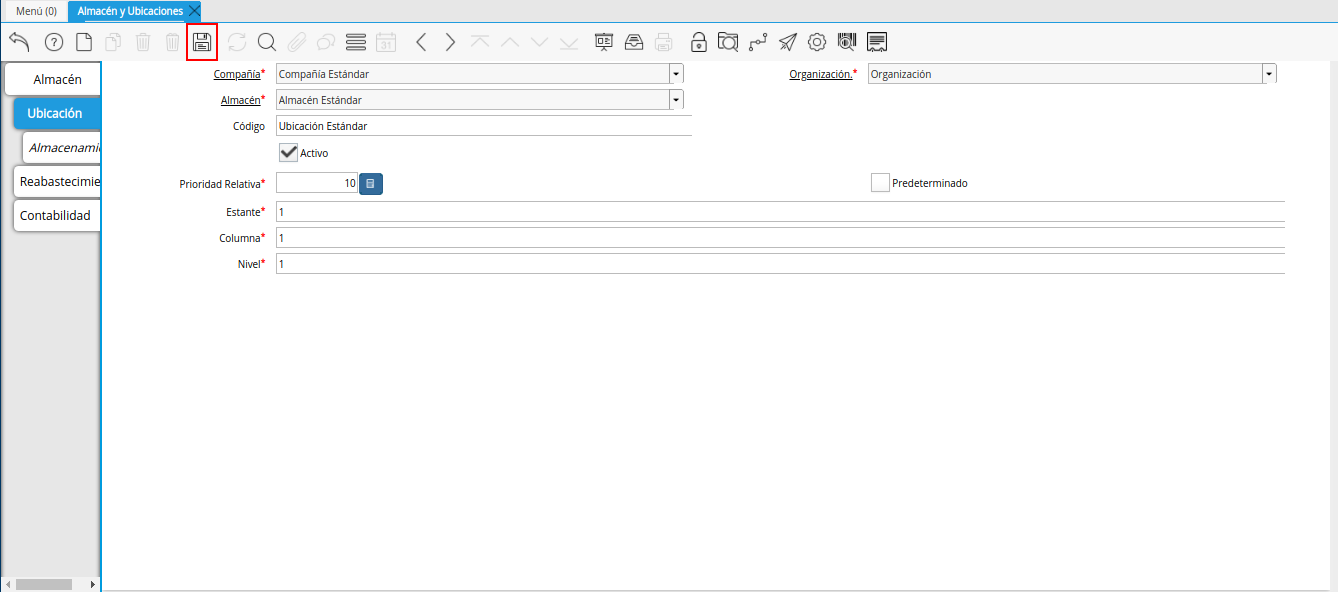 Menú (0)
Almacén y Ubicaciones
31
Almacén
Ubicación
Almacenami
Reabastecimie
Contabilidad
Compañía* Compañía Estándar
Organización.* Organización
Almacén* Almacén Estándar
Código Ubicación Estándar
Activo
Prioridad Relativa* 10
Predeterminado
Estante* 1
Columna* 1
Nivel* 1